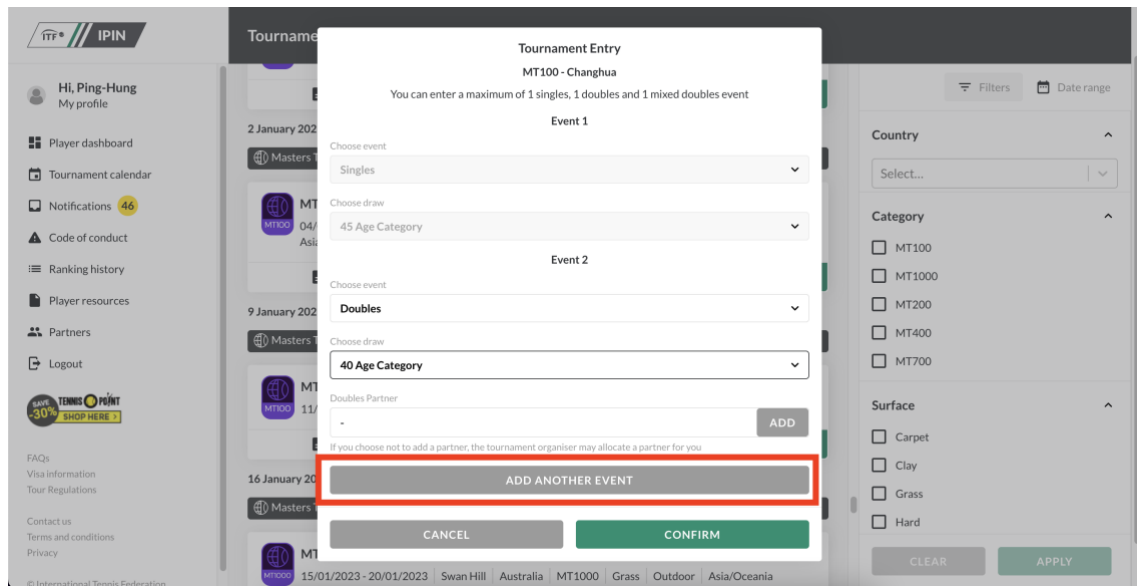 ITF IPIN
Hi, Ping-Hung
My profile
Player dashboard
Tournament calendar
Notifications 46
Code of conduct
Ranking history
Player resources
Partners
Logout
SAVE -30% TENNIS POINT
SHOP HERE >
FAQs
Visa information
Tour Regulations
Contact us
Terms and conditions
Privacy
© International Tennis Federation
Tourname
2 January 202
Masters T
MT
MT100 04/
Asia
9 January 202
Masters T
MT
MT100 11/
16 January 20
Masters T
MT
MT1000 15/01/2023 - 20/01/2023 Swan Hill Australia MT1000 Grass Outdoor Asia/Oceania
Tournament Entry
MT100 - Changhua
You can enter a maximum of 1 singles, 1 doubles and 1 mixed doubles event
Event 1
Choose event
Singles
Choose draw
45 Age Category
Event 2
Choose event
Doubles
Choose draw
40 Age Category
Doubles Partner
-
ADD
If you choose not to add a partner, the tournament organiser may allocate a partner for you
ADD ANOTHER EVENT
CANCEL CONFIRM
Filters Date range
Country
Select...
Category
MT100
MT1000
MT200
MT400
MT700
Surface
Carpet
Clay
Grass
Hard
CLEAR APPLY